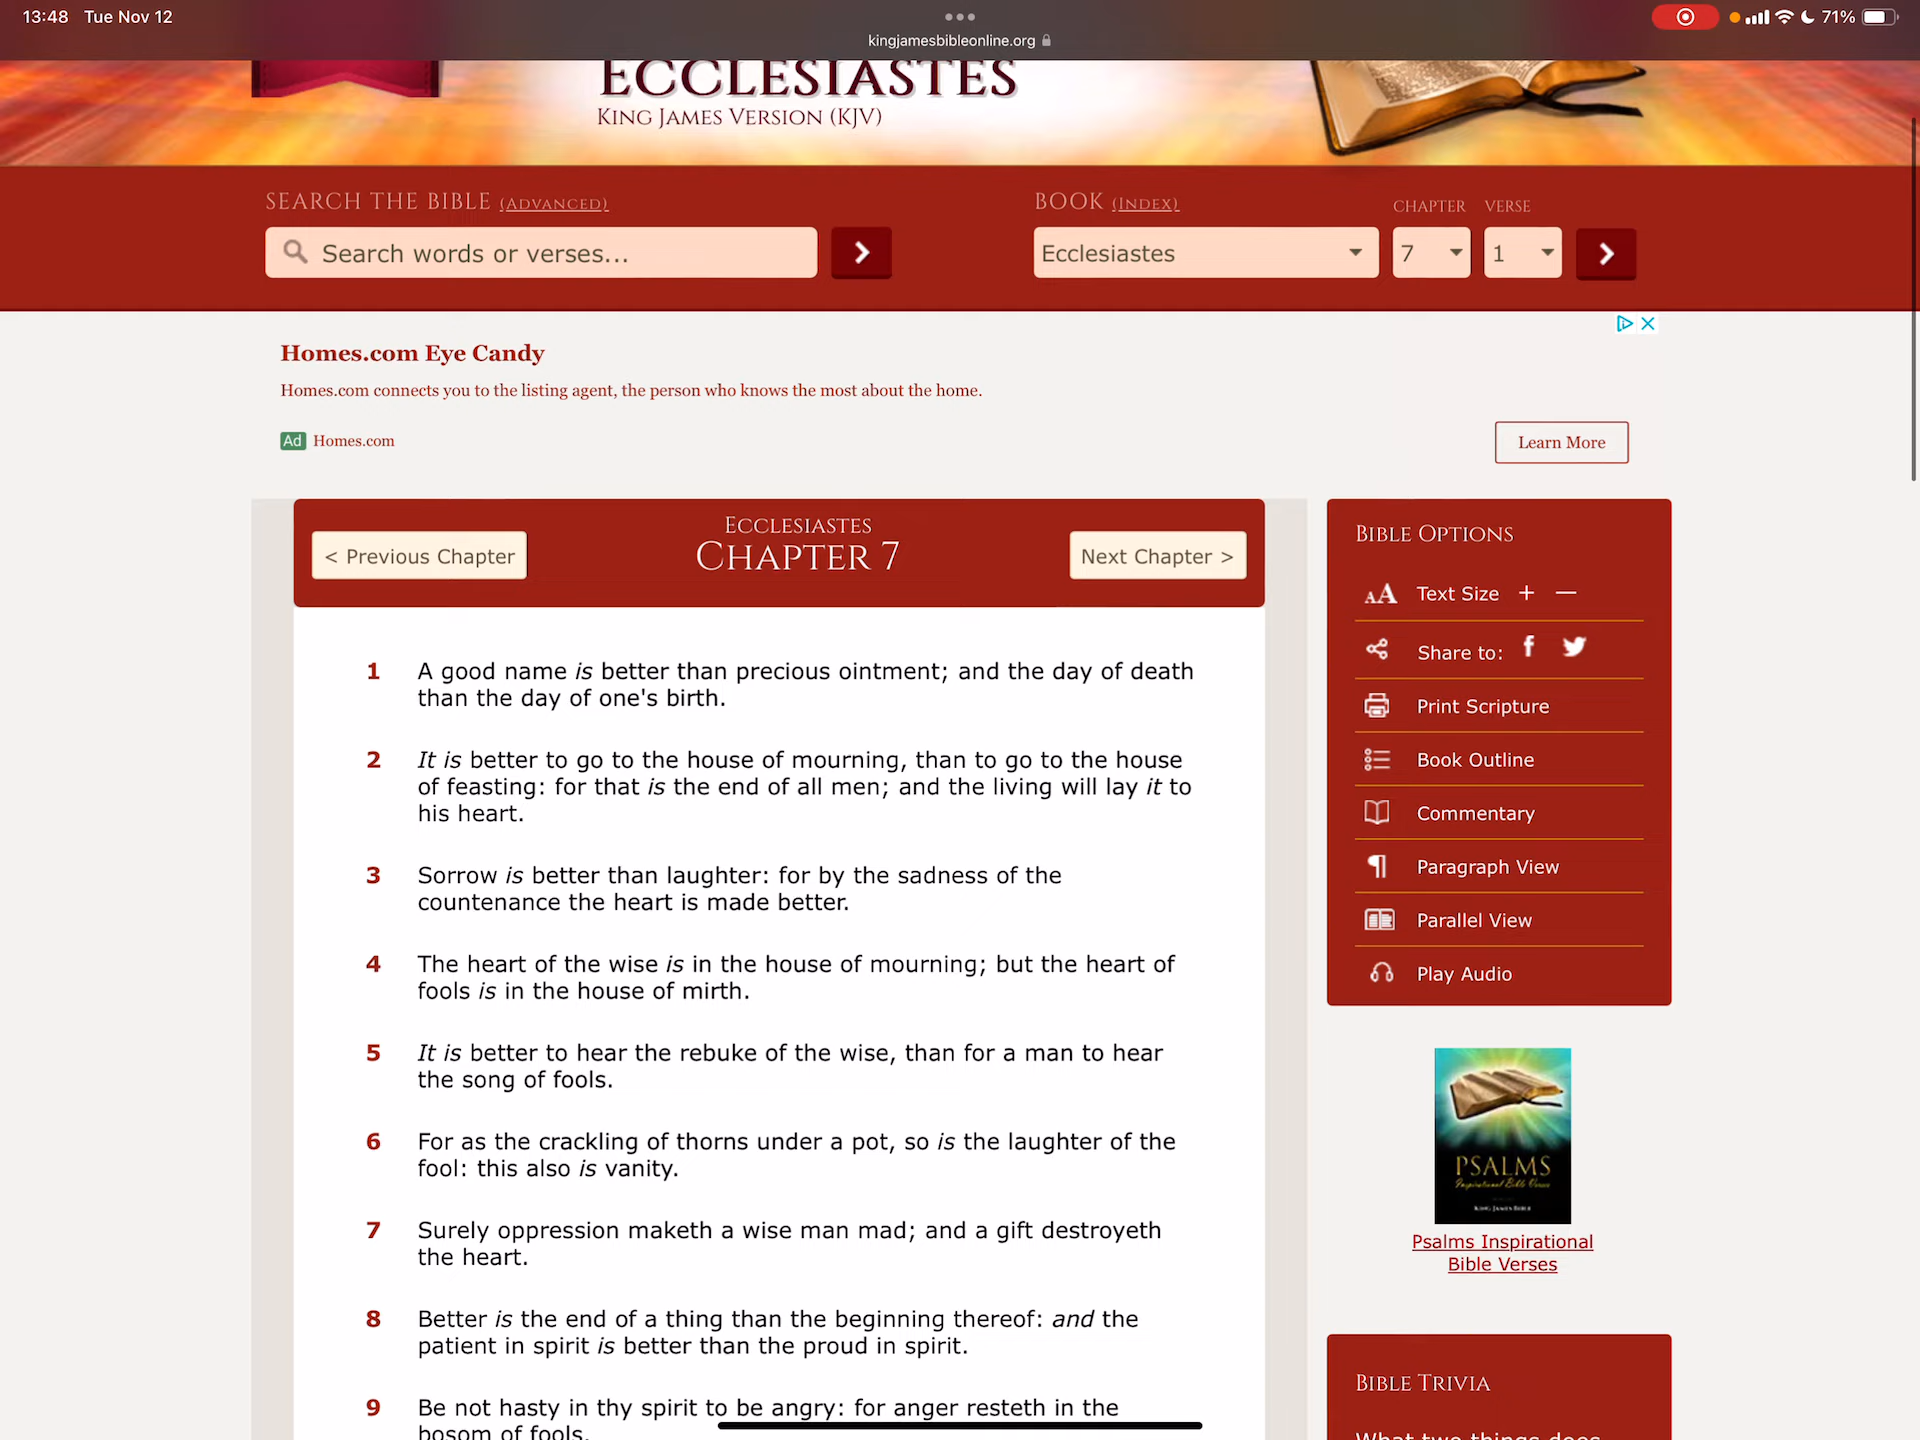 13:48 Tue Nov 12
71%
kingjamesbibleonline.org
ECCLESIASTES
KING JAMES VERSION (KJV)
SEARCH THE BIBLE (ADVANCED)
Search words or verses...
BOOK (INDEX)
CHAPTER VERSE
Ecclesiastes
7
1
Homes.com Eye Candy
Homes.com connects you to the listing agent, the person who knows the most about the home.
Ad Homes.com
Learn More
< Previous Chapter
ECCLESIASTES
CHAPTER 7
Next Chapter >
1 A good name is better than precious ointment; and the day of death
than the day of one's birth.
2 It is better to go to the house of mourning, than to go to the house
of feasting: for that is the end of all men; and the living will lay it to
his heart.
3 Sorrow is better than laughter: for by the sadness of the
countenance the heart is made better.
4 The heart of the wise is in the house of mourning; but the heart of
fools is in the house of mirth.
5 It is better to hear the rebuke of the wise, than for a man to hear
the song of fools.
6 For as the crackling of thorns under a pot, so is the laughter of the
fool: this also is vanity.
7 Surely oppression maketh a wise man mad; and a gift destroyeth
the heart.
8 Better is the end of a thing than the beginning thereof: and the
patient in spirit is better than the proud in spirit.
9 Be not hasty in thy spirit to be angry: for anger resteth in the
bosom of fools.
BIBLE OPTIONS
AA Text Size + —
Share to:
Print Scripture
Book Outline
Commentary
Paragraph View
Parallel View
Play Audio
PSALMS
Inspirational Bible Verses
KING JAMES BIBLE
Psalms Inspirational
Bible Verses
BIBLE TRIVIA
What two things does